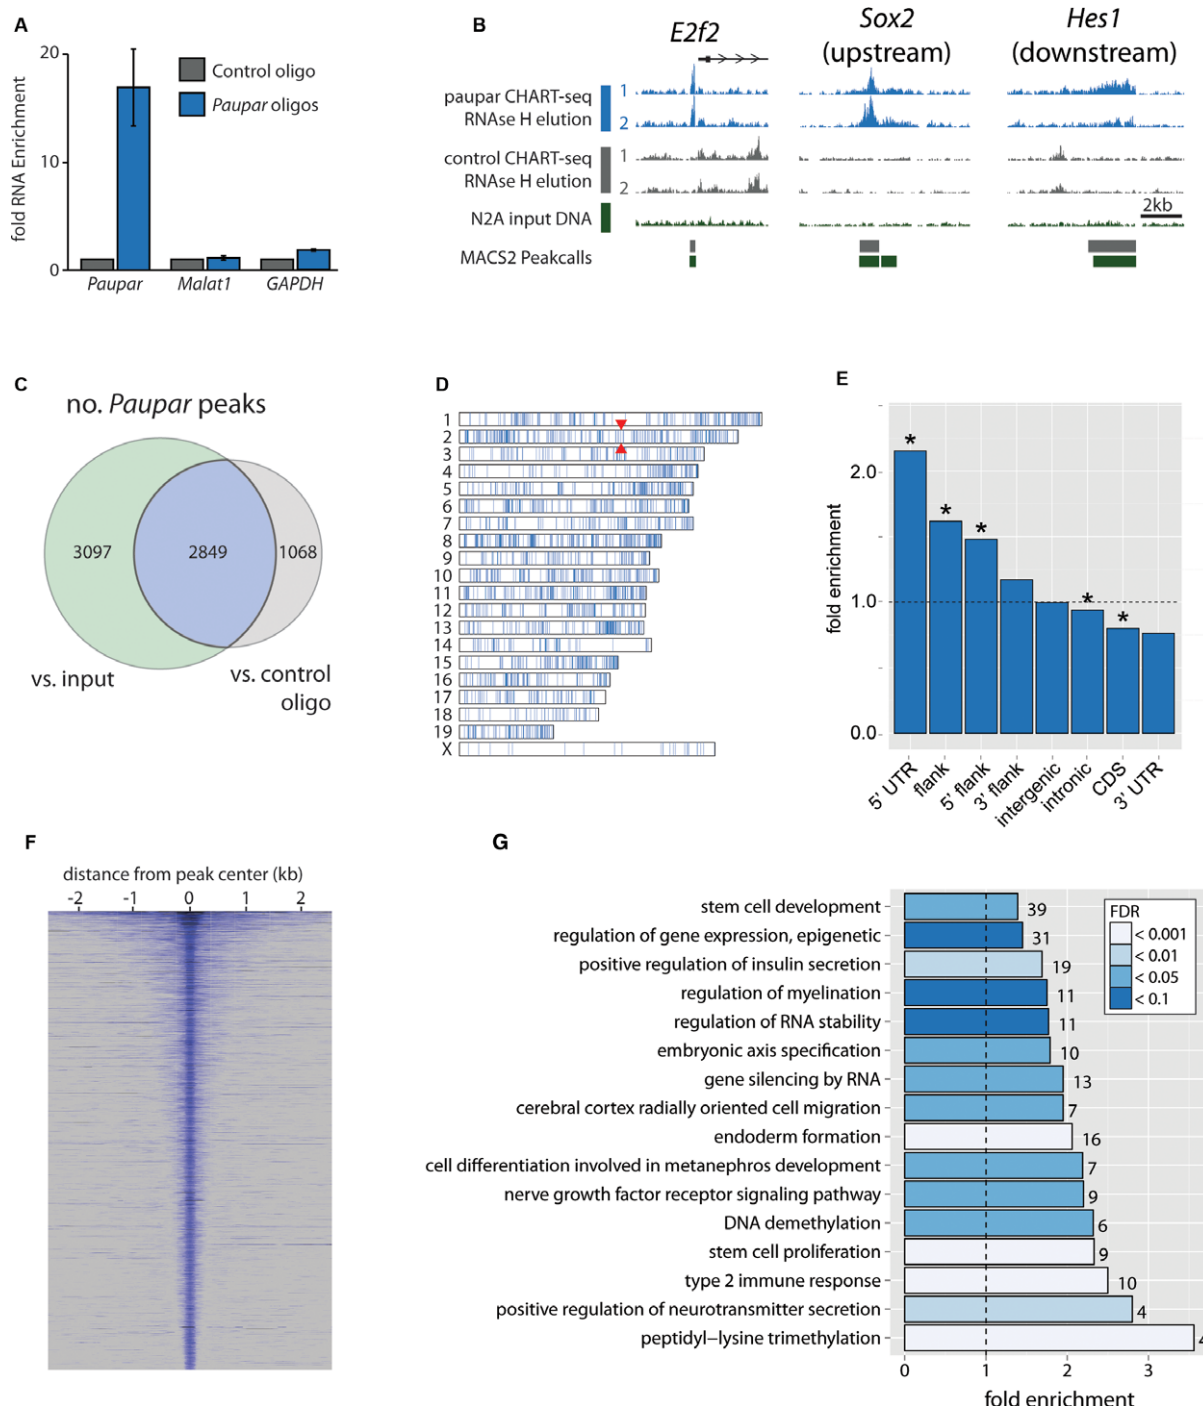 A
fold RNA Enrichment
20
10
0
Control oligo
Paupar oligos
Paupar Malat1 GAPDH
B
E2f2
Sox2
(upstream)
Hes1
(downstream)
paupar CHART-seq
RNAse H elution
1
2
control CHART-seq
RNAse H elution
1
2
N2A input DNA
2kb
MACS2 Peakcalls
C
no. Paupar peaks
3097 2849 1068
vs. input
vs. control
oligo
D
1
2
3
4
5
6
7
8
9
10
11
12
13
14
15
16
17
18
19
X
E
fold enrichment
2.0
1.0
0.0
* * * * *
5' UTR
flank
5' flank
3' flank
intergenic
intronic
CDS
3' UTR
F
distance from peak center (kb)
-2 -1 0 1 2
G
stem cell development 39
regulation of gene expression, epigenetic 31
positive regulation of insulin secretion 19
regulation of myelination 11
regulation of RNA stability 11
embryonic axis specification 10
gene silencing by RNA 13
cerebral cortex radially oriented cell migration 7
endoderm formation 16
cell differentiation involved in metanephros development 7
nerve growth factor receptor signaling pathway 9
DNA demethylation 6
stem cell proliferation 9
type 2 immune response 10
positive regulation of neurotransmitter secretion 4
peptidyl−lysine trimethylation 4
FDR
< 0.001
< 0.01
< 0.05
< 0.1
0 1 2 3
fold enrichment